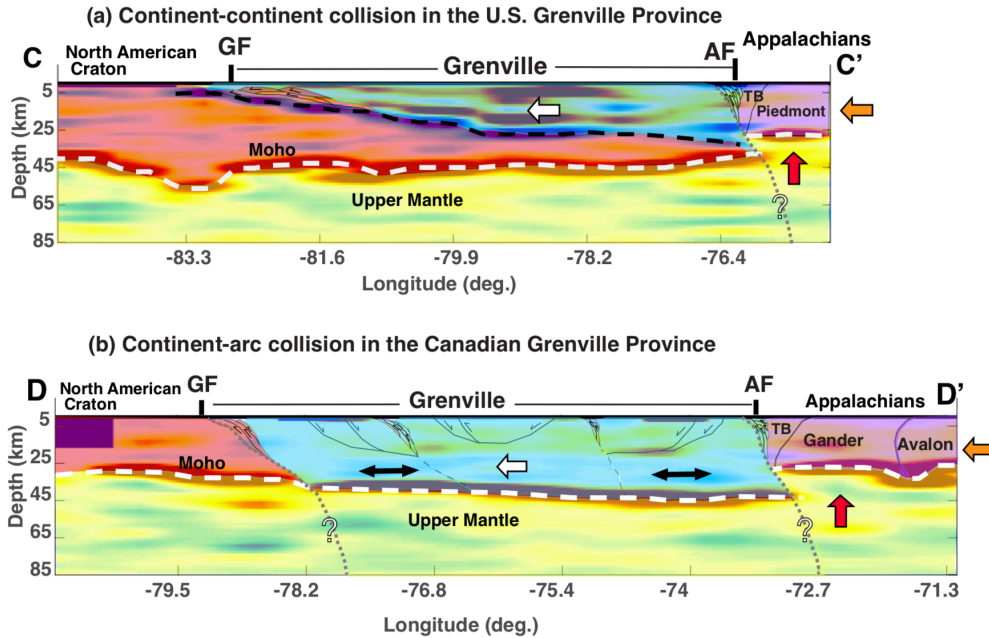 (a) Continent-continent collision in the U.S. Grenville Province
C
North American
Craton
GF
Grenville
AF
Appalachians
C'
5
25
45
65
85
Depth (km)
TB
Piedmont
Moho
Upper Mantle
?
-83.3
-81.6
-79.9
-78.2
-76.4
Longitude (deg.)
(b) Continent-arc collision in the Canadian Grenville Province
D
North American
Craton
GF
Grenville
AF
Appalachians
D'
5
25
45
65
85
Depth (km)
TB
Gander
Avalon
Moho
Upper Mantle
?
?
-79.5
-78.2
-76.8
-75.4
-74
-72.7
-71.3
Longitude (deg.)